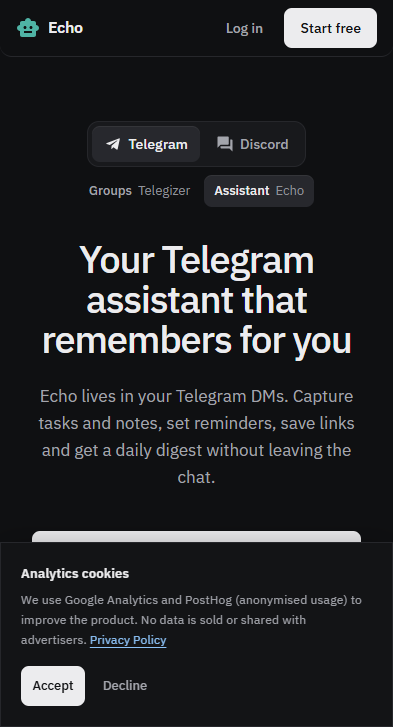 Echo
Log in
Start free
Telegram
Discord
Groups Telegizer
Assistant Echo
Your Telegram
assistant that
remembers for you
Echo lives in your Telegram DMs. Capture
tasks and notes, set reminders, save links
and get a daily digest without leaving the
chat.
Analytics cookies
We use Google Analytics and PostHog (anonymised usage) to
improve the product. No data is sold or shared with
advertisers. Privacy Policy
Accept
Decline